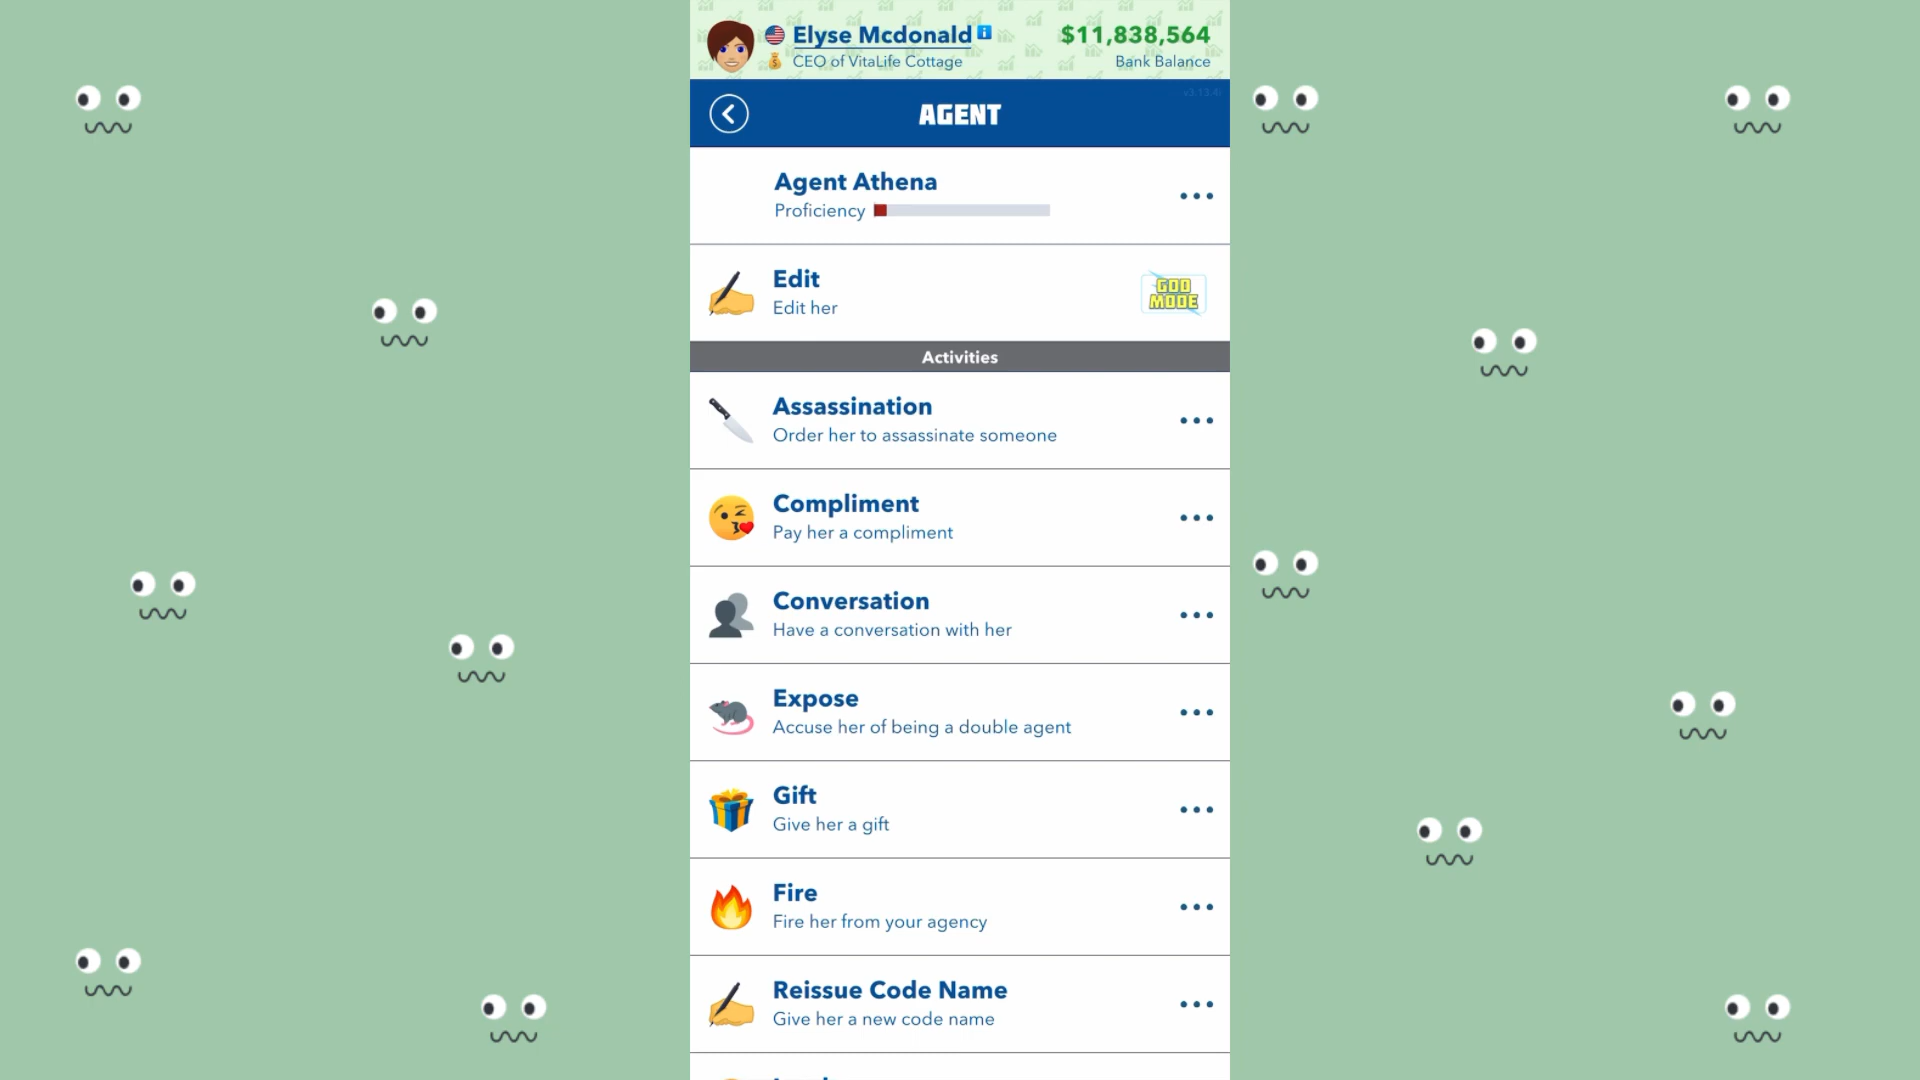 Elyse Mcdonald
$11,838,564
CEO of VitaLife Cottage
Bank Balance
AGENT
Agent Athena
Proficiency
Edit
GOD MODE
Edit her
Activities
Assassination
Order her to assassinate someone
Compliment
Pay her a compliment
Conversation
Have a conversation with her
Expose
Accuse her of being a double agent
Gift
Give her a gift
Fire
Fire her from your agency
Reissue Code Name
Give her a new code name